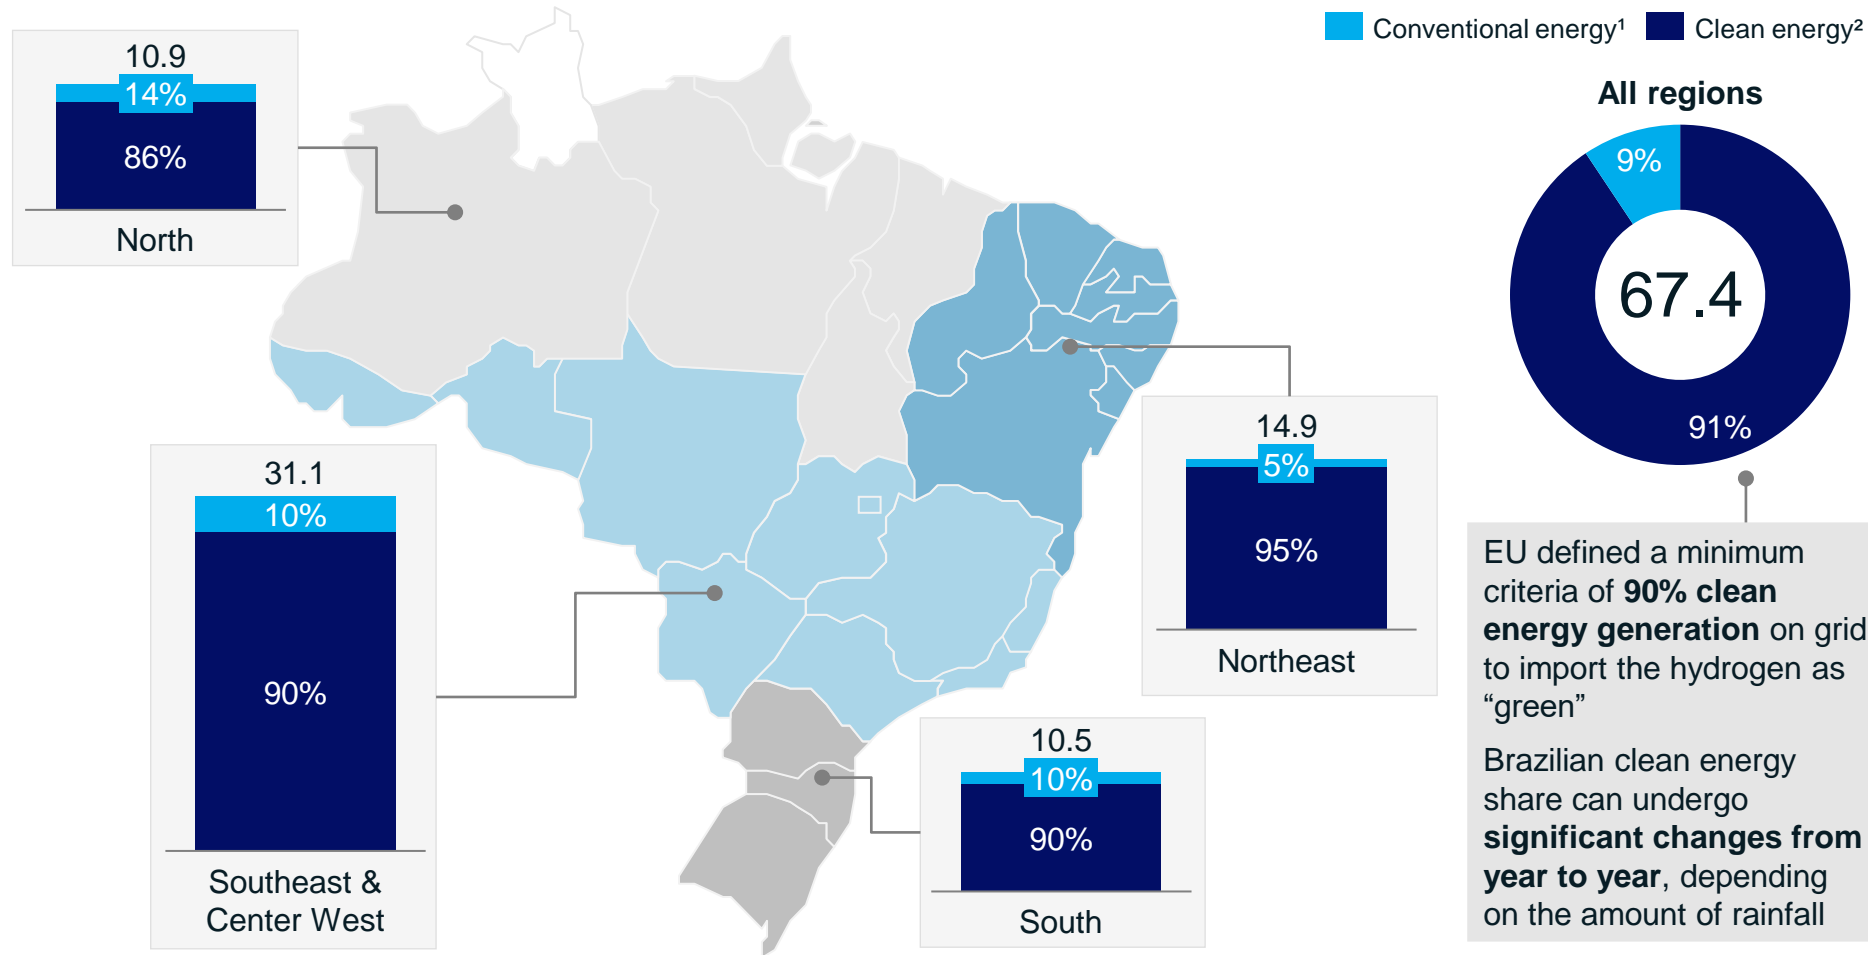 Conventional energy¹
Clean energy²
10.9
14%
86%
North
All regions
9%
67.4
91%
14.9
5%
95%
Northeast
31.1
10%
90%
Southeast &
Center West
10.5
10%
90%
South
EU defined a minimum
criteria of 90% clean
energy generation on grid
to import the hydrogen as
“green”
Brazilian clean energy
share can undergo
significant changes from
year to year, depending
on the amount of rainfall